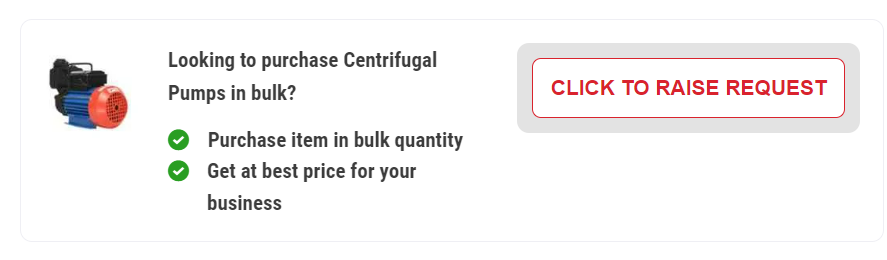 Looking to purchase Centrifugal
Pumps in bulk?
CLICK TO RAISE REQUEST
Purchase item in bulk quantity
Get at best price for your
business